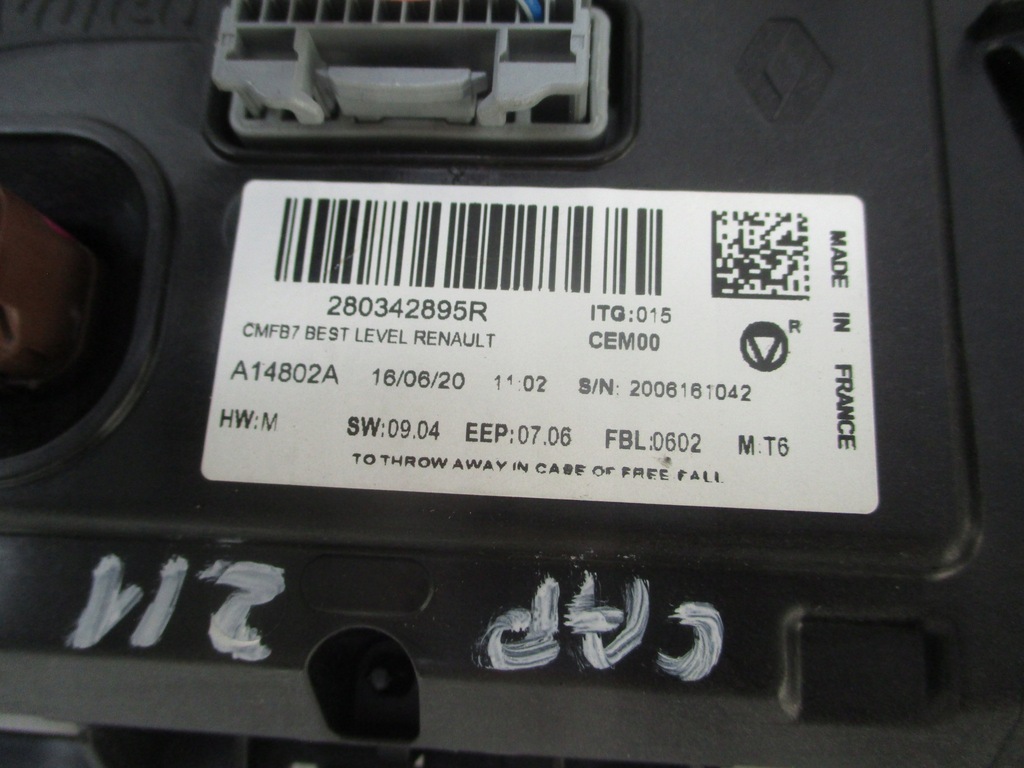 280342895R
ITG:015
CMFB7 BEST LEVEL RENAULT
CEM00
R
A14802A 16/06/20 11:02 S/N: 2006161042
HW:M SW:09.04 EEP:07.06 FBL:0602 M:T6
TO THROW AWAY IN CASE OF FREE FALL
MADE IN FRANCE